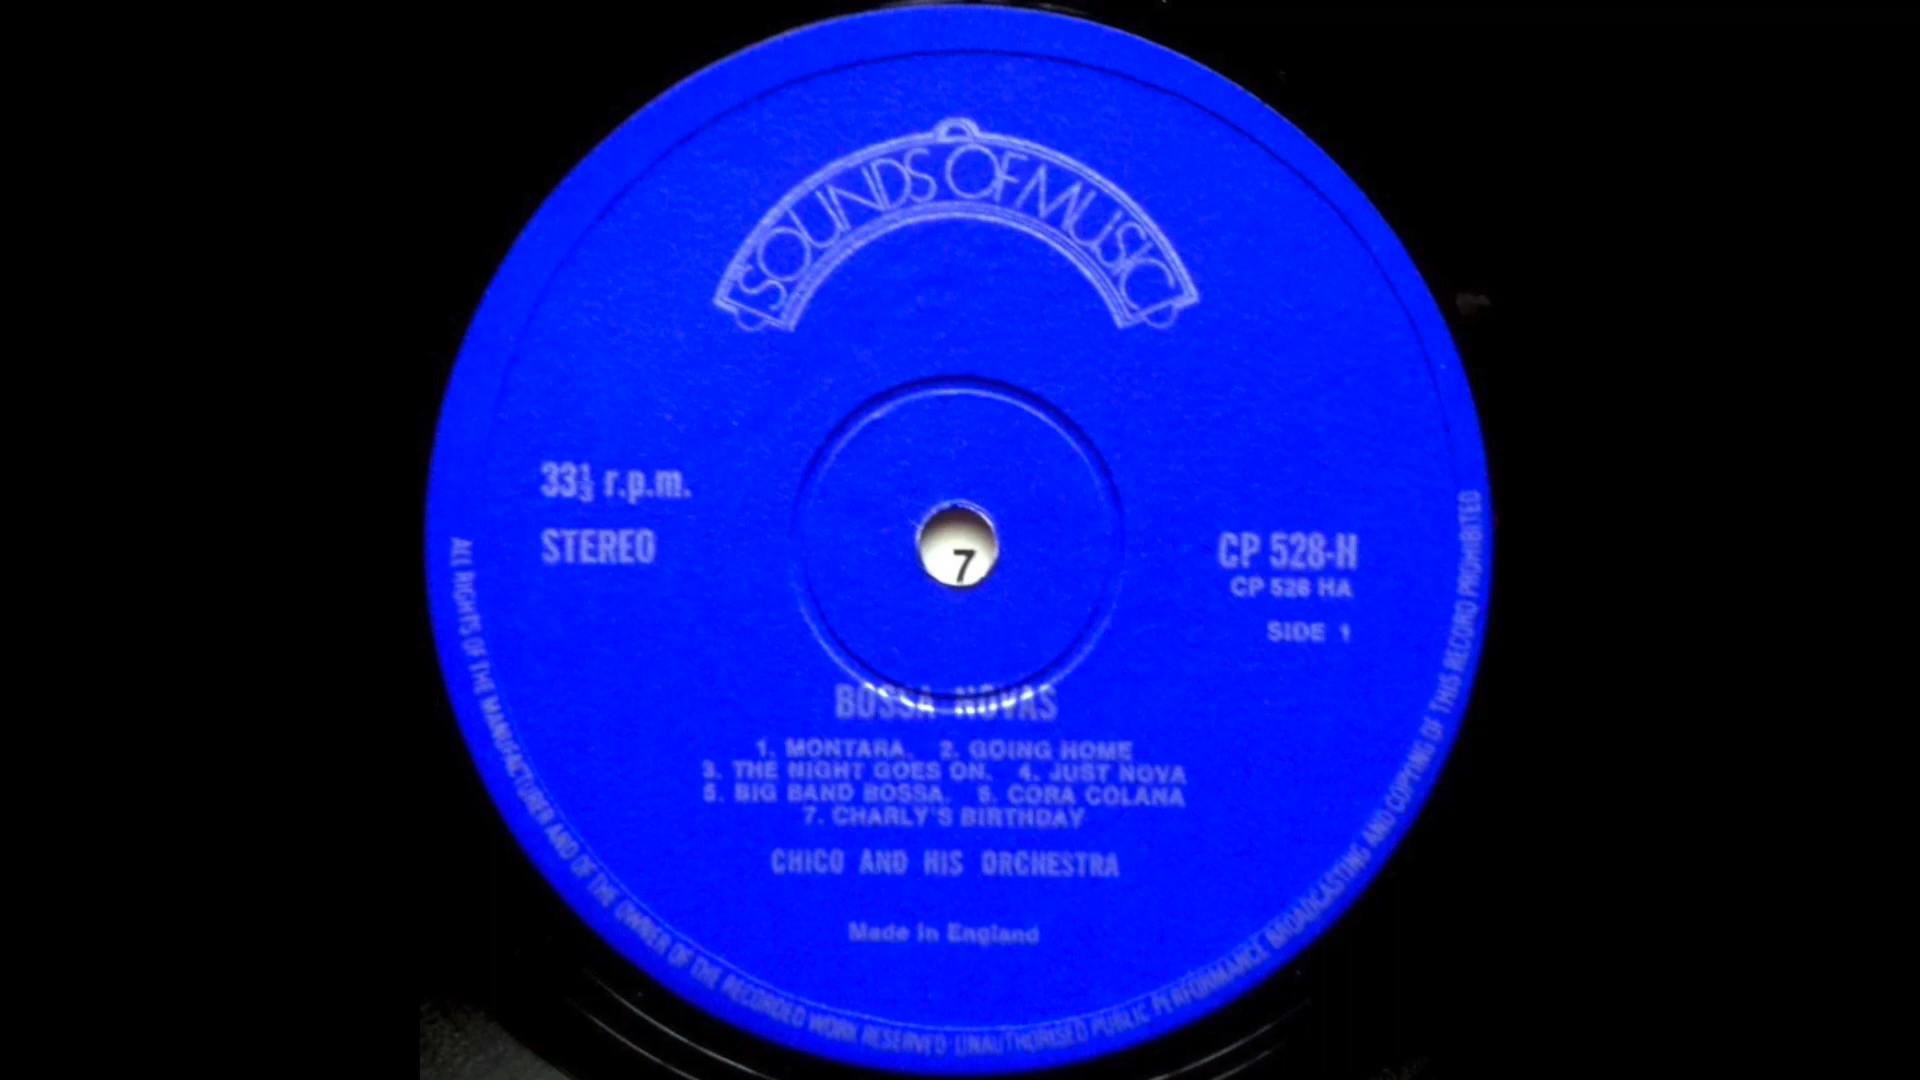 SOUNDS OF MUSIC
33⅓ r.p.m.
STEREO
7
CP 528-H
CP 528 HA
SIDE 1
BOSSA NOVAS
1. MONTARA. 2. GOING HOME
3. THE NIGHT GOES ON. 4. JUST NOVA
5. BIG BAND BOSSA. 6. CORA COLANA
7. CHARLY'S BIRTHDAY
CHICO AND HIS ORCHESTRA
Made in England
ALL RIGHTS OF THE MANUFACTURER AND OF THE OWNER OF THE RECORDED WORK RESERVED·UNAUTHORISED PUBLIC PERFORMANCE BROADCASTING AND COPYING OF THIS RECORD PROHIBITED